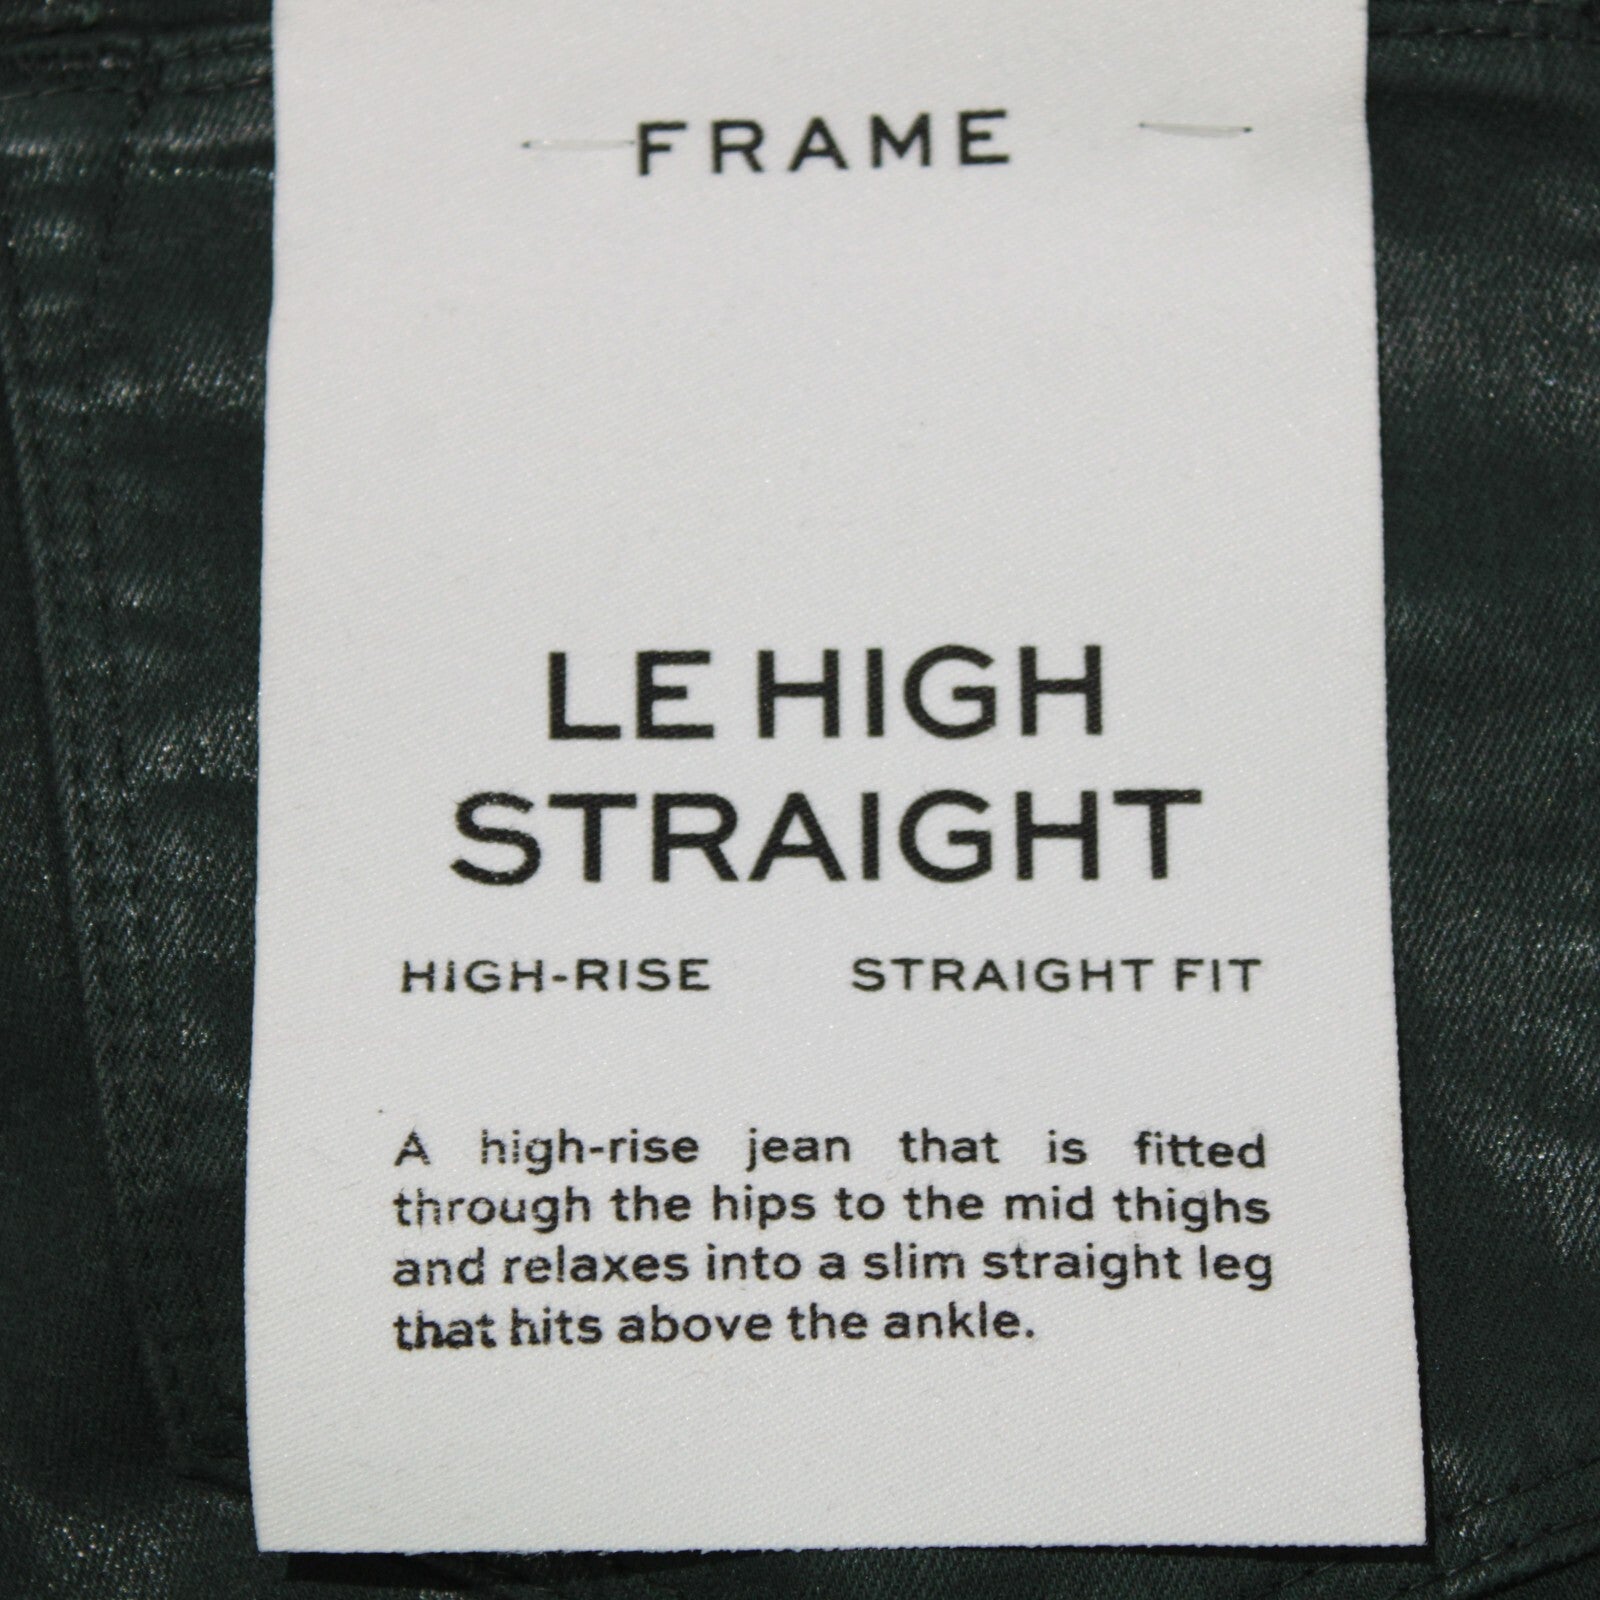 FRAME
LE HIGH
STRAIGHT
HIGH-RISE STRAIGHT FIT
A high-rise jean that is fitted
through the hips to the mid thighs
and relaxes into a slim straight leg
that hits above the ankle.